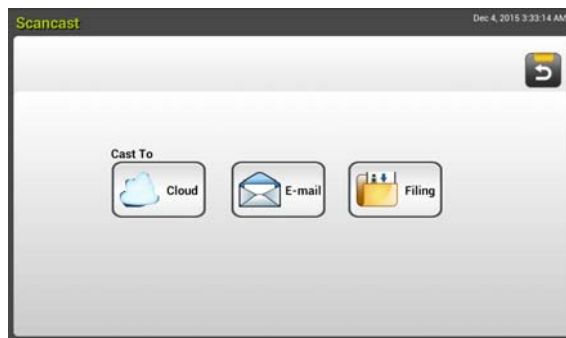 Scancast
Dec 4, 2015 3:33:14 AM
Cast To
Cloud
E-mail
Filing